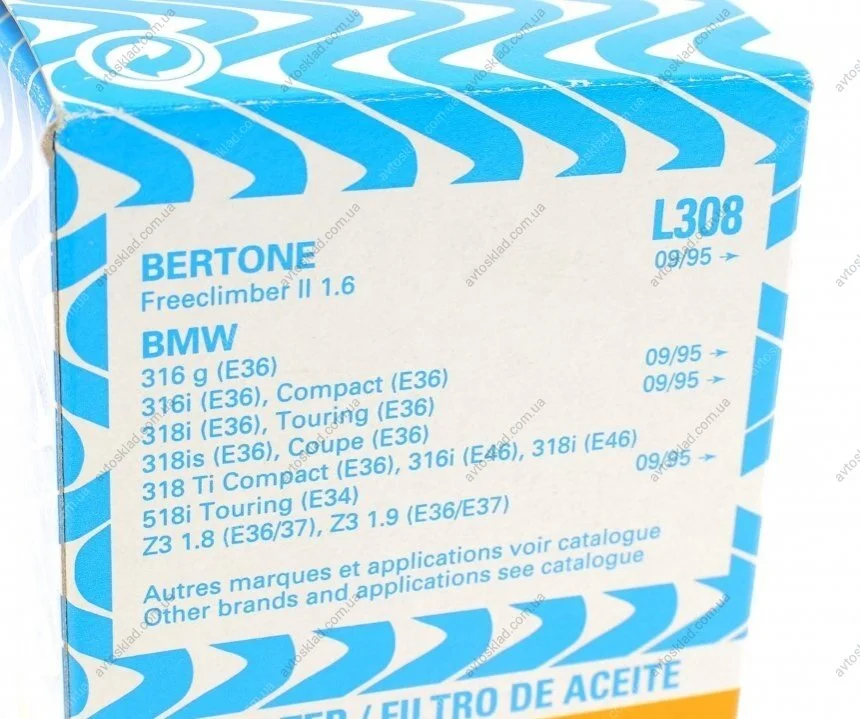 L308
BERTONE
Freeclimber II 1.6 09/95 →
BMW
316 g (E36)
316i (E36), Compact (E36) 09/95 →
318i (E36), Touring (E36) 09/95 →
318is (E36), Coupe (E36)
318 Ti Compact (E36), 316i (E46), 318i (E46)
518i Touring (E34) 09/95 →
Z3 1.8 (E36/37), Z3 1.9 (E36/E37)
Autres marques et applications voir catalogue
Other brands and applications see catalogue
/ FILTRO DE ACEITE
avtosklad.com.ua